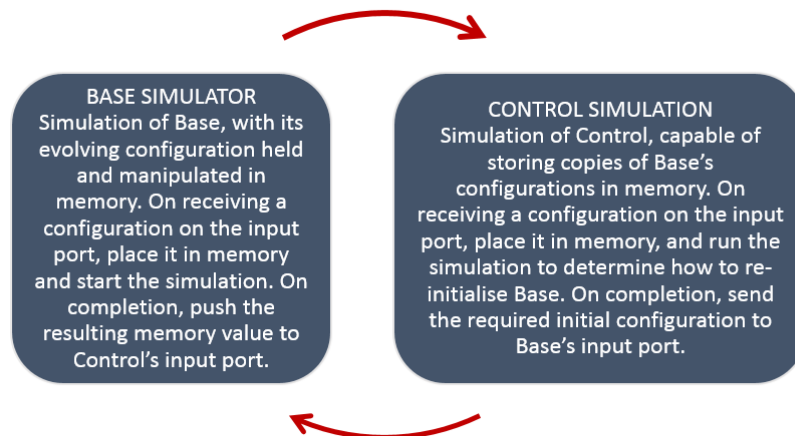 BASE SIMULATOR
Simulation of Base, with its
evolving configuration held
and manipulated in
memory. On receiving a
configuration on the input
port, place it in memory
and start the simulation. On
completion, push the
resulting memory value to
Control's input port.
CONTROL SIMULATION
Simulation of Control, capable of
storing copies of Base's
configurations in memory. On
receiving a configuration on the input
port, place it in memory, and run the
simulation to determine how to re-
initialise Base. On completion, send
the required initial configuration to
Base's input port.